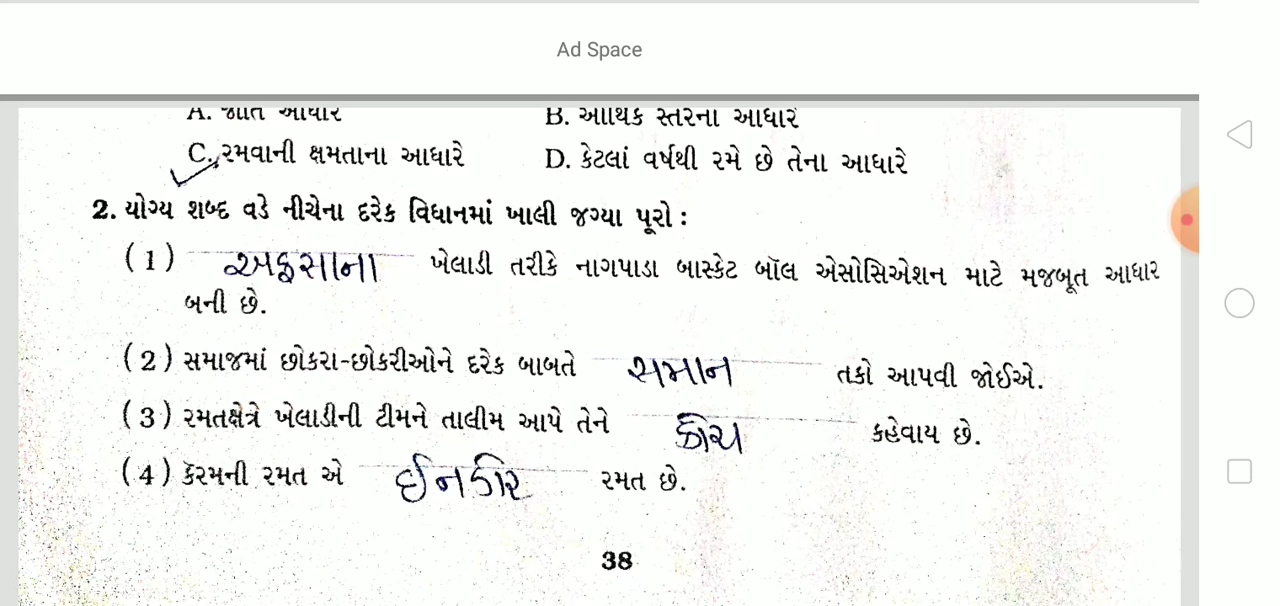 Ad Space
A. જાતિ આધારે B. આર્થિક સ્તરના આધારે
C. રમવાની ક્ષમતાના આધારે D. કેટલાં વર્ષથી રમે છે તેના આધારે
2. યોગ્ય શબ્દ વડે નીચેના દરેક વિધાનમાં ખાલી જગ્યા પૂરો :
(1) અફસાના ખેલાડી તરીકે નાગપાડા બાસ્કેટ બૉલ એસોસિએશન માટે મજબૂત આધાર
બની છે.
(2) સમાજમાં છોકરા-છોકરીઓને દરેક બાબતે સમાન તકો આપવી જોઈએ.
(3) રમતક્ષેત્રે ખેલાડીની ટીમને તાલીમ આપે તેને કોચ કહેવાય છે.
(4) કૅરમની રમત એ ઈનડોર રમત છે.
38